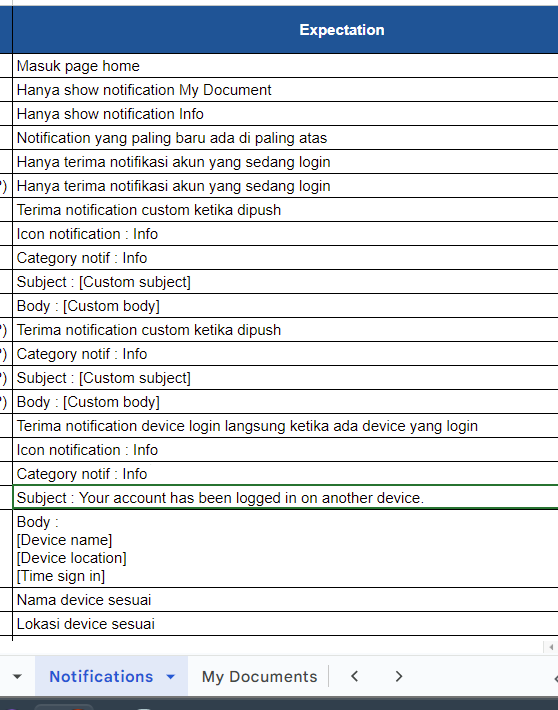 Expectation
Masuk page home
Hanya show notification My Document
Hanya show notification Info
Notification yang paling baru ada di paling atas
Hanya terima notifikasi akun yang sedang login
?) Hanya terima notifikasi akun yang sedang login
Terima notification custom ketika dipush
Icon notification : Info
Category notif : Info
Subject : [Custom subject]
Body : [Custom body]
?) Terima notification custom ketika dipush
?) Category notif : Info
?) Subject : [Custom subject]
?) Body : [Custom body]
Terima notification device login langsung ketika ada device yang login
Icon notification : Info
Category notif : Info
Subject : Your account has been logged in on another device.
Body :
[Device name]
[Device location]
[Time sign in]
Nama device sesuai
Lokasi device sesuai
Notifications My Documents